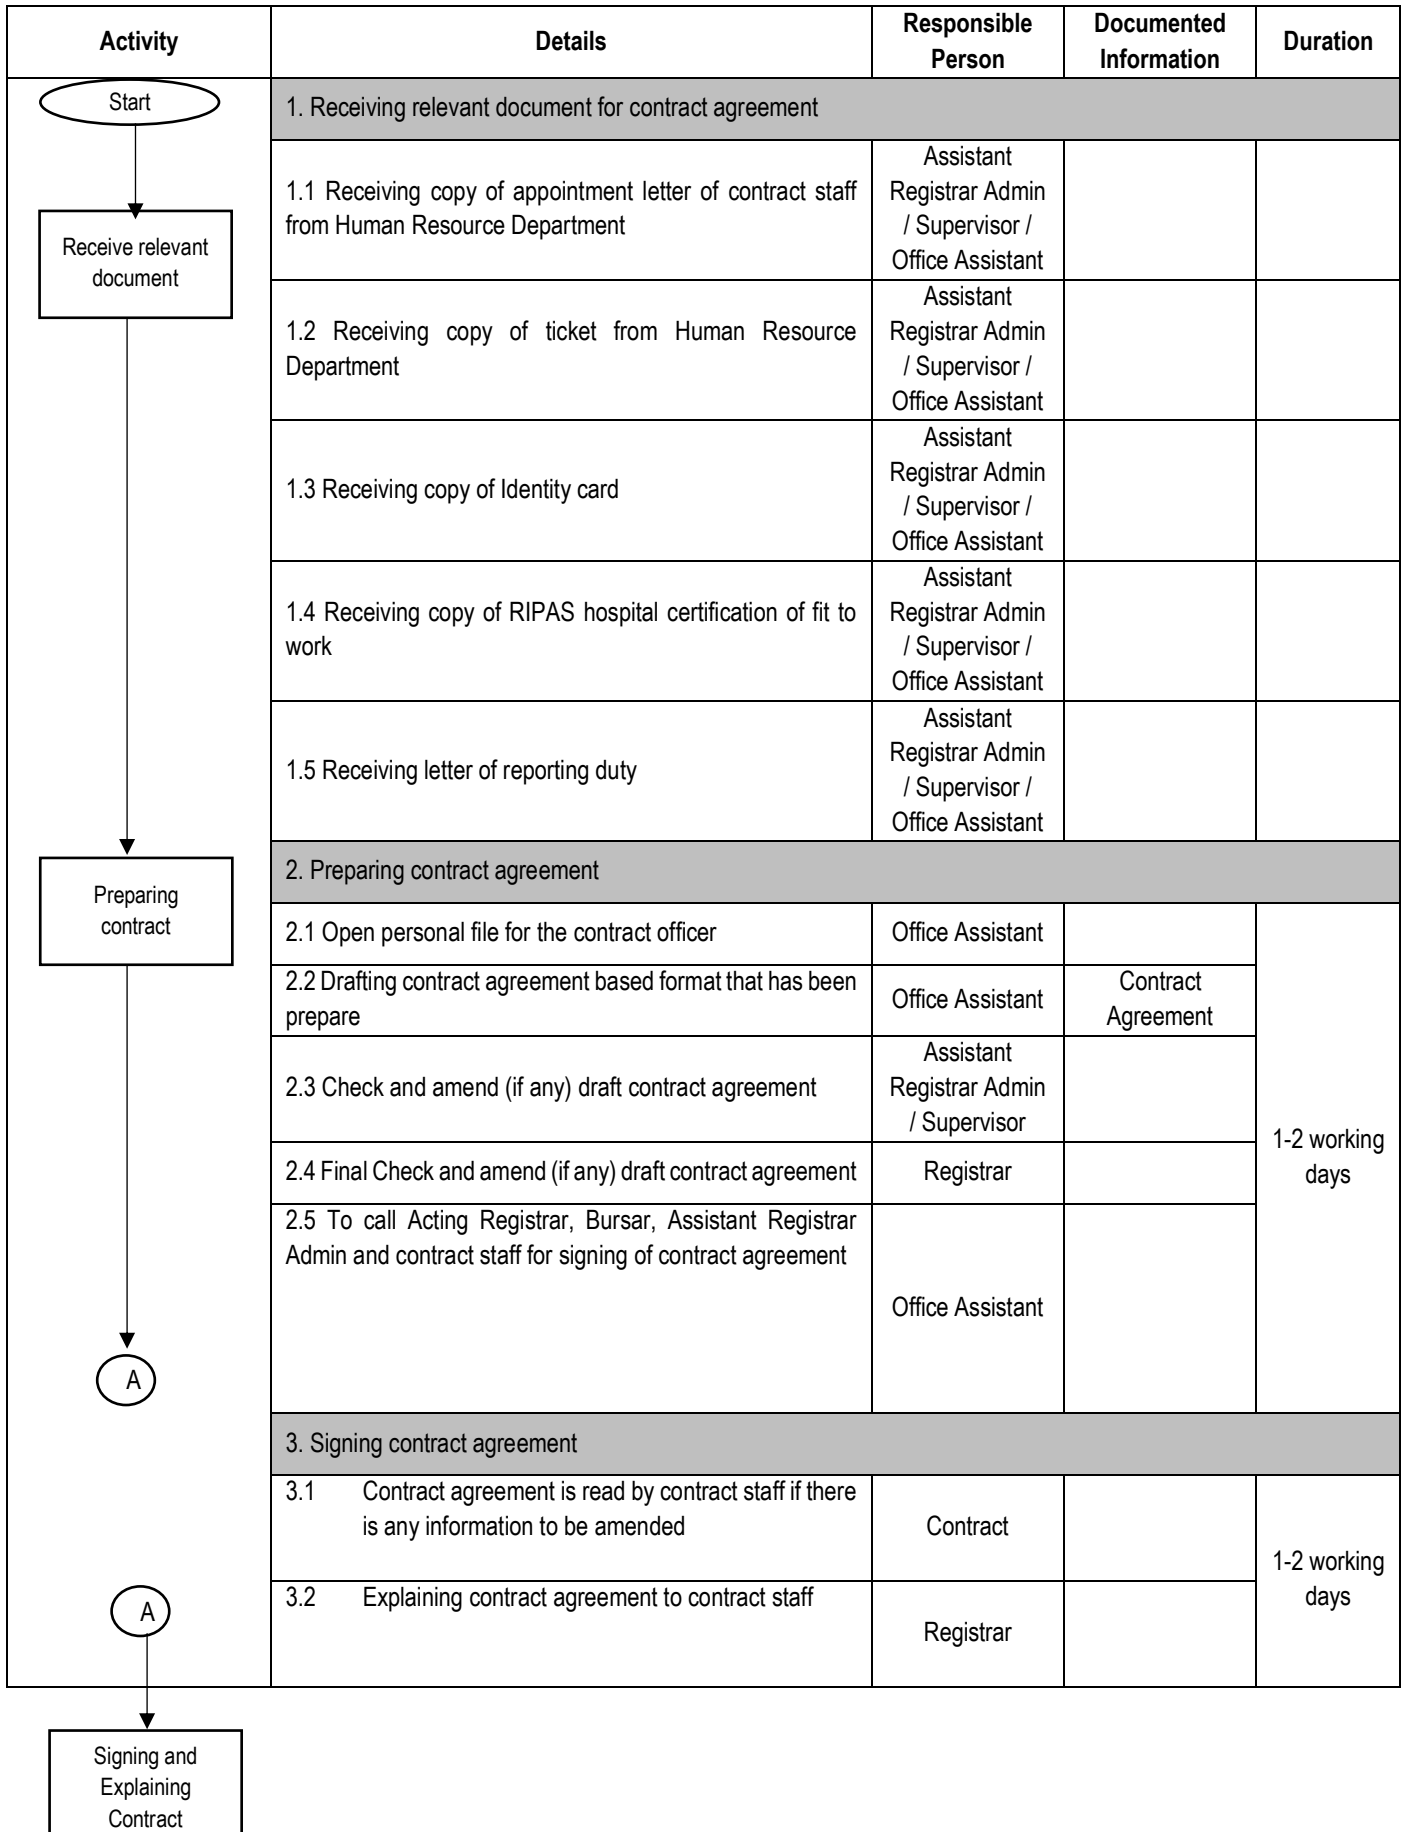 Activity
Details
Responsible
Person
Documented
Information
Duration
Start
1. Receiving relevant document for contract agreement
Receive relevant
document
1.1 Receiving copy of appointment letter of contract staff
from Human Resource Department
Assistant
Registrar Admin
/ Supervisor /
Office Assistant
1.2 Receiving copy of ticket from Human Resource
Department
Assistant
Registrar Admin
/ Supervisor /
Office Assistant
1.3 Receiving copy of Identity card
Assistant
Registrar Admin
/ Supervisor /
Office Assistant
1.4 Receiving copy of RIPAS hospital certification of fit to
work
Assistant
Registrar Admin
/ Supervisor /
Office Assistant
1.5 Receiving letter of reporting duty
Assistant
Registrar Admin
/ Supervisor /
Office Assistant
Preparing
contract
2. Preparing contract agreement
2.1 Open personal file for the contract officer
Office Assistant
2.2 Drafting contract agreement based format that has been
prepare
Office Assistant
Contract
Agreement
2.3 Check and amend (if any) draft contract agreement
Assistant
Registrar Admin
/ Supervisor
2.4 Final Check and amend (if any) draft contract agreement
Registrar
2.5 To call Acting Registrar, Bursar, Assistant Registrar
Admin and contract staff for signing of contract agreement
Office Assistant
1-2 working
days
A
3. Signing contract agreement
3.1 Contract agreement is read by contract staff if there
is any information to be amended
Contract
3.2 Explaining contract agreement to contract staff
Registrar
1-2 working
days
A
Signing and
Explaining
Contract